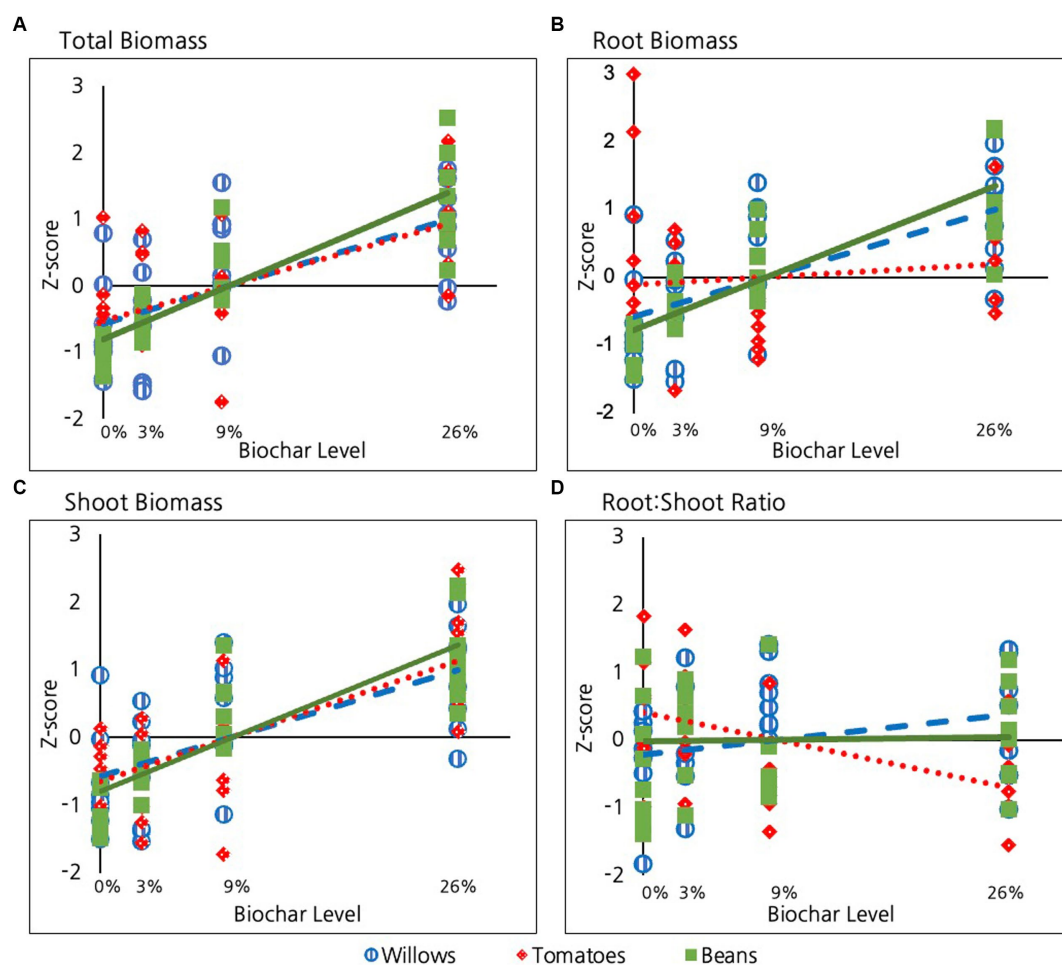 A
Total Biomass
Z-score
3
2
1
0
-1
-2
0% 3% 9% 26%
Biochar Level
B
Root Biomass
Z-score
3
2
1
0
-1
-2
0% 3% 9% 26%
Biochar Level
C
Shoot Biomass
Z-score
3
2
1
0
-1
-2
0% 3% 9% 26%
Biochar Level
D
Root:Shoot Ratio
Z-score
3
2
1
0
-1
-2
0% 3% 9% 26%
Biochar Level
Willows Tomatoes Beans